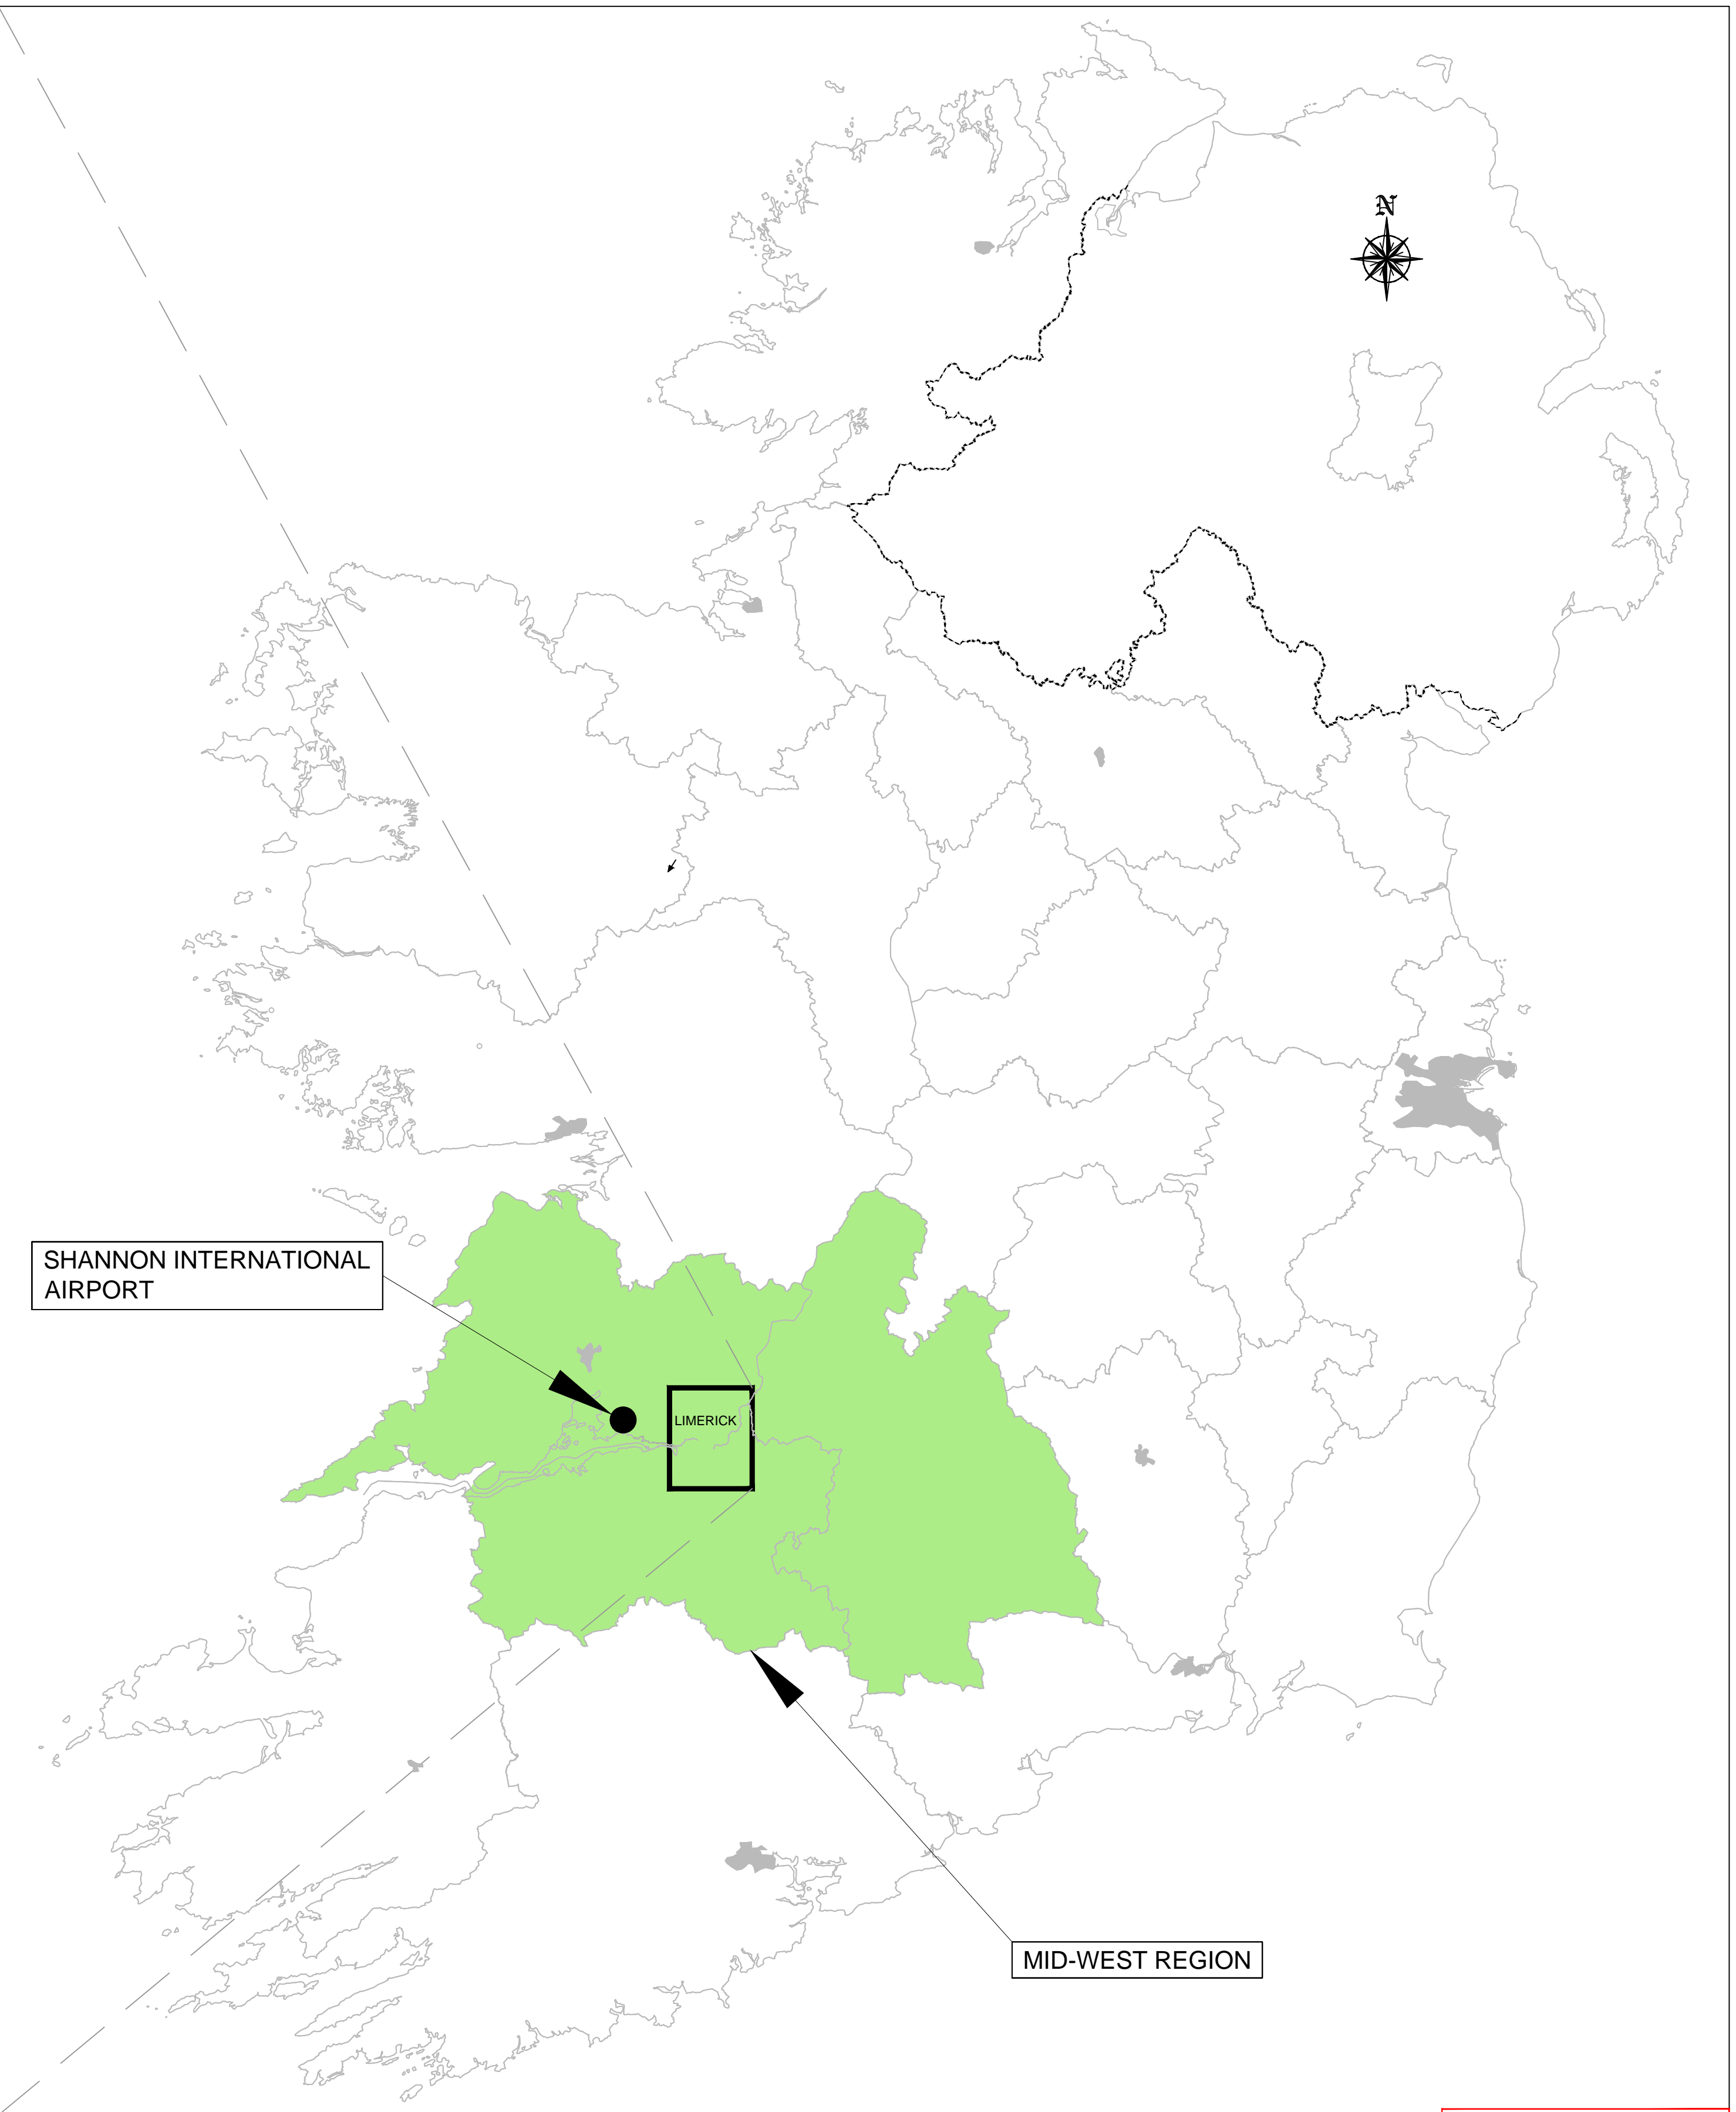 N
SHANNON INTERNATIONAL
AIRPORT
LIMERICK
MID-WEST REGION